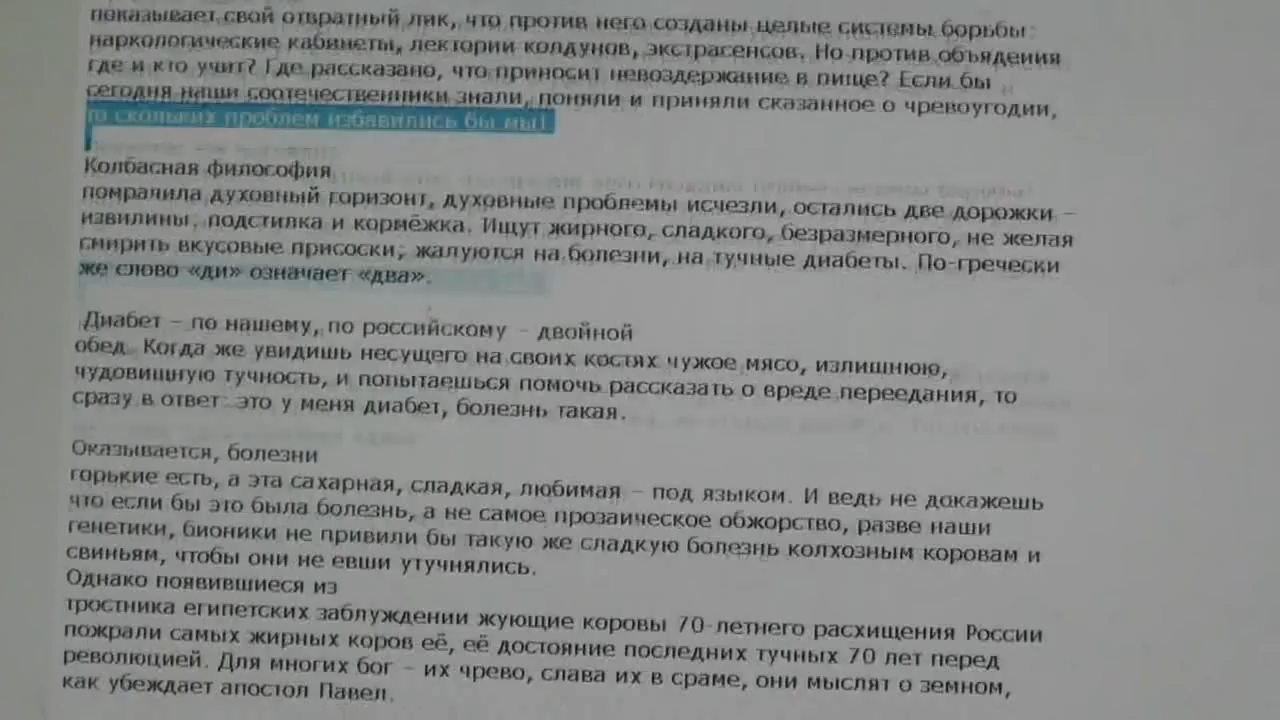 показывает свой отвратный лик, что против него созданы целые системы борьбы:
наркологические кабинеты, лектории колдунов, экстрасенсов. Но против объядения
где и кто учит? Где рассказано, что приносит невоздержание в пище? Если бы
сегодня наши соотечественники знали, поняли и приняли сказанное о чревоугодии,
то скольких проблем избавились бы мы!
Колбасная философия
помрачила духовный горизонт, духовные проблемы исчезли, остались две дорожки –
извилины: подстилка и кормёжка. Ищут жирного, сладкого, безразмерного, не желая
смирить вкусовые присоски; жалуются на болезни, на тучные диабеты. По-гречески
же слово «ди» означает «два».
Диабет – по нашему, по российскому – двойной
обед. Когда же увидишь несущего на своих костях чужое мясо, излишнюю,
чудовищную тучность, и попытаешься помочь рассказать о вреде переедания, то
сразу в ответ: это у меня диабет, болезнь такая.
Оказывается, болезни
горькие есть, а эта сахарная, сладкая, любимая – под языком. И ведь не докажешь
что если бы это была болезнь, а не самое прозаическое обжорство, разве наши
генетики, бионики не привили бы такую же сладкую болезнь колхозным коровам и
свиньям, чтобы они не евши утучнялись.
Однако появившиеся из
тростника египетских заблуждении жующие коровы 70-летнего расхищения России
пожрали самых жирных коров её, её достояние последних тучных 70 лет перед
революцией. Для многих бог – их чрево, слава их в сраме, они мыслят о земном,
как убеждает апостол Павел.